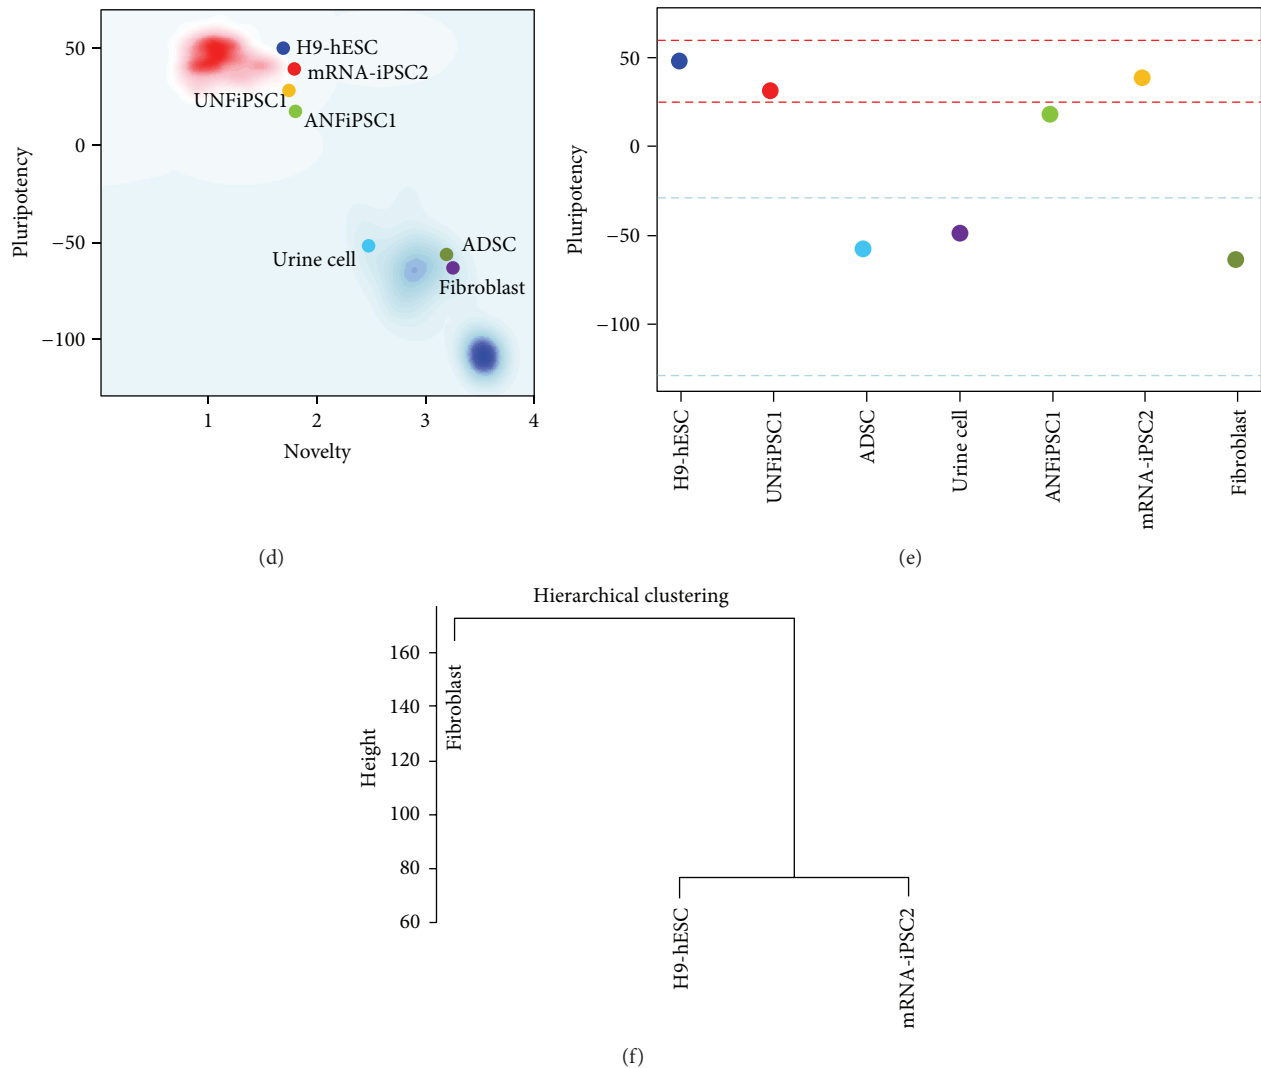 50
0
−50
−100
Pluripotency
H9-hESC
mRNA-iPSC2
UNFiPSC1
ANFiPSC1
Urine cell
ADSC
Fibroblast
1
2
3
4
Novelty
(d)
50
0
−50
−100
Pluripotency
H9-hESC
UNFiPSC1
ADSC
Urine cell
ANFiPSC1
mRNA-iPSC2
Fibroblast
(e)
Hierarchical clustering
160
140
120
100
80
60
Height
Fibroblast
H9-hESC
mRNA-iPSC2
(f)